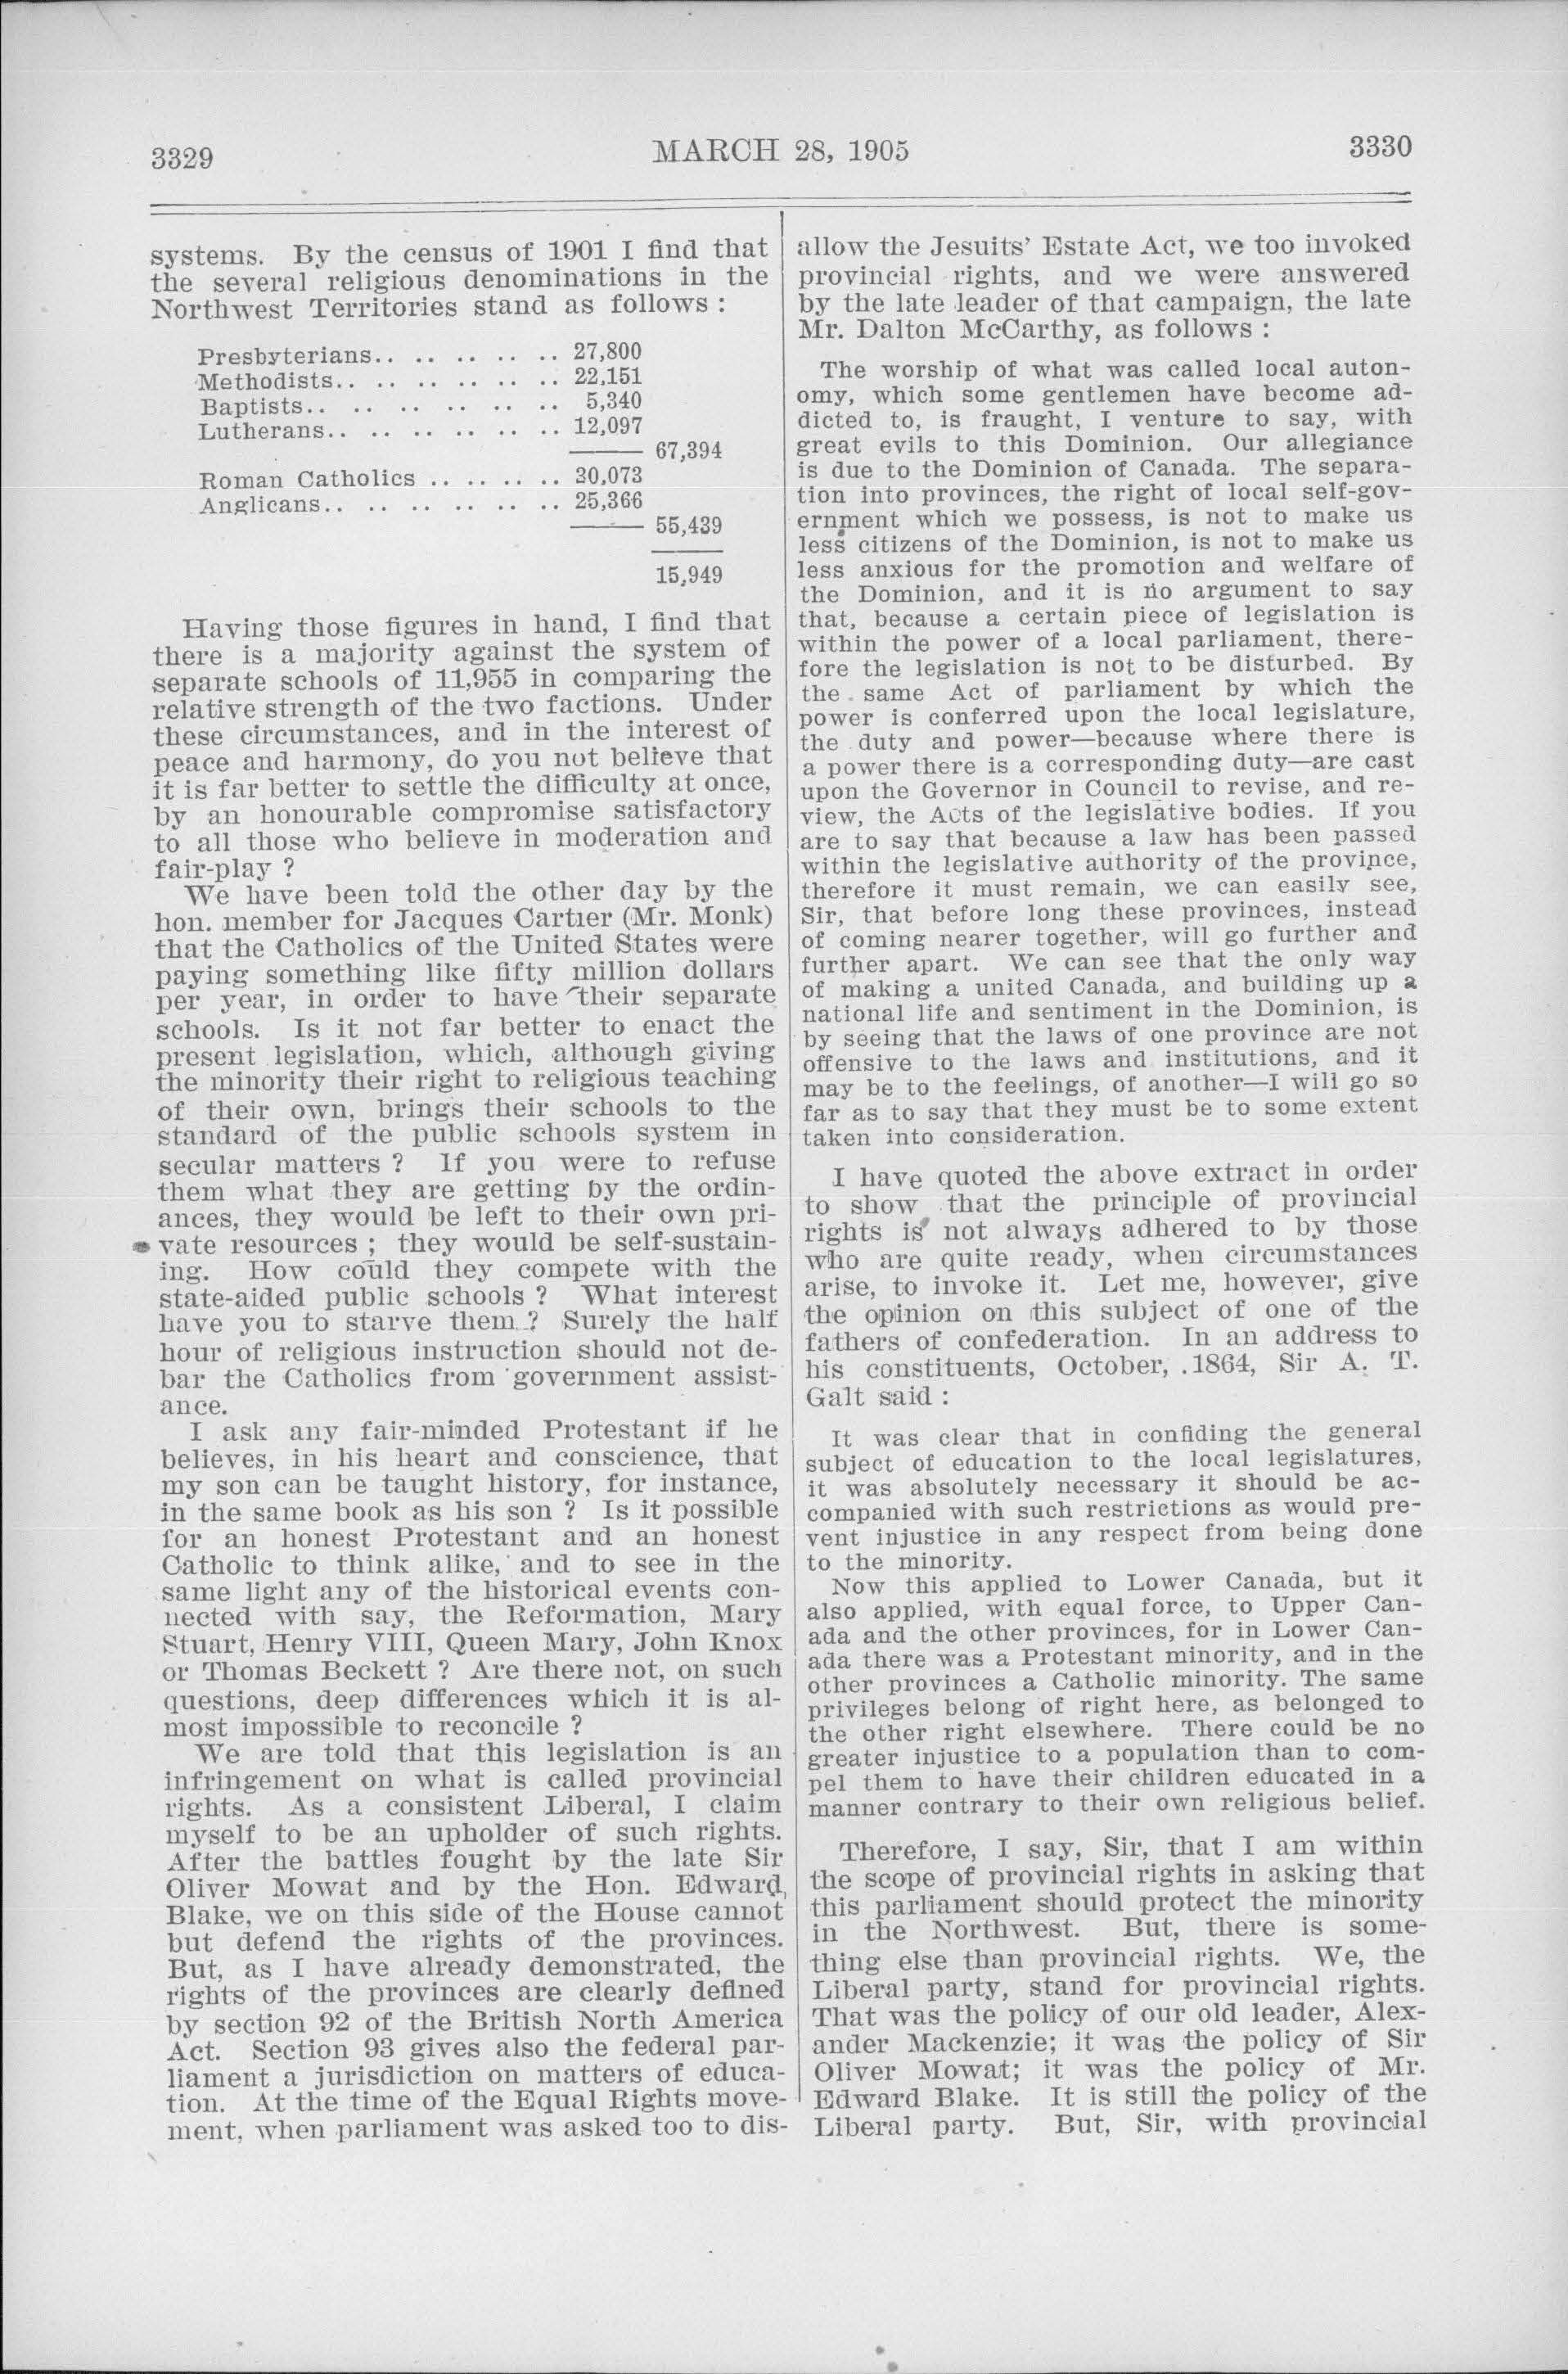 3329
MARCH 28, 1905
3330
systems. By the census of 1901 I find that
the several religious denominations in the
Northwest Territories stand as follows :
Presbyterians.. .. .. .. .. 27,800
Methodists.. .. .. .. .. .. 22,151
Baptists.. .. .. .. .. .. 5,340
Lutherans.. .. .. .. .. .. 12,097
67,394
Roman Catholics .. .. .. .. 30,073
Anglicans.. .. .. .. .. .. 25,366
55,439
15,949
Having those figures in hand, I find that
there is a majority against the system of
separate schools of 11,955 in comparing the
relative strength of the two factions. Under
these circumstances, and in the interest of
peace and harmony, do you not believe that
it is far better to settle the difficulty at once,
by an honourable compromise satisfactory
to all those who believe in moderation and
fair-play ?
We have been told the other day by the
hon. member for Jacques Cartier (Mr. Monk)
that the Catholics of the United States were
paying something like fifty million dollars
per year, in order to have their separate
schools. Is it not far better to enact the
present legislation, which, although giving
the minority their right to religious teaching
of their own, brings their schools to the
standard of the public schools system in
secular matters ? If you were to refuse
them what they are getting by the ordin-
ances, they would be left to their own pri-
vate resources ; they would be self-sustain-
ing. How could they compete with the
state-aided public schools ? What interest
have you to starve them ? Surely the half
hour of religious instruction should not de-
bar the Catholics from government assist-
ance.
I ask any fair-minded Protestant if he
believes, in his heart and conscience, that
my son can be taught history, for instance,
in the same book as his son ? Is it possible
for an honest Protestant and an honest
Catholic to think alike, and to see in the
same light any of the historical events con-
nected with say, the Reformation, Mary
Stuart, Henry VIII, Queen Mary, John Knox
or Thomas Beckett ? Are there not, on such
questions, deep differences which it is al-
most impossible to reconcile ?
We are told that this legislation is an
infringement on what is called provincial
rights. As a consistent Liberal, I claim
myself to be an upholder of such rights.
After the battles fought by the late Sir
Oliver Mowat and by the Hon. Edward
Blake, we on this side of the House cannot
but defend the rights of the provinces.
But, as I have already demonstrated, the
rights of the provinces are clearly defined
by section 92 of the British North America
Act. Section 93 gives also the federal par-
liament a jurisdiction on matters of educa-
tion. At the time of the Equal Rights move-
ment, when parliament was asked too to dis-
allow the Jesuits' Estate Act, we too invoked
provincial rights, and we were answered
by the late leader of that campaign, the late
Mr. Dalton McCarthy, as follows :
The worship of what was called local auton-
omy, which some gentlemen have become ad-
dicted to, is fraught, I venture to say, with
great evils to this Dominion. Our allegiance
is due to the Dominion of Canada. The separa-
tion into provinces, the right of local self-gov-
ernment which we possess, is not to make us
less citizens of the Dominion, is not to make us
less anxious for the promotion and welfare of
the Dominion, and it is no argument to say
that, because a certain piece of legislation is
within the power of a local parliament, there-
fore the legislation is not to be disturbed. By
the same Act of parliament by which the
power is conferred upon the local legislature,
the duty and power—because where there is
a power there is a corresponding duty—are cast
upon the Governor in Council to revise, and re-
view, the Acts of the legislative bodies. If you
are to say that because a law has been passed
within the legislative authority of the province,
therefore it must remain, we can easily see,
Sir, that before long these provinces, instead
of coming nearer together, will go further and
further apart. We can see that the only way
of making a united Canada, and building up a
national life and sentiment in the Dominion, is
by seeing that the laws of one province are not
offensive to the laws and institutions, and it
may be to the feelings, of another—I will go so
far as to say that they must be to some extent
taken into consideration.
I have quoted the above extract in order
to show that the principle of provincial
rights is not always adhered to by those
who are quite ready, when circumstances
arise, to invoke it. Let me, however, give
the opinion on this subject of one of the
fathers of confederation. In an address to
his constituents, October, .1864, Sir A. T.
Galt said :
It was clear that in confiding the general
subject of education to the local legislatures,
it was absolutely necessary it should be ac-
companied with such restrictions as would pre-
vent injustice in any respect from being done
to the minority.
Now this applied to Lower Canada, but it
also applied, with equal force, to Upper Can-
ada and the other provinces, for in Lower Can-
ada there was a Protestant minority, and in the
other provinces a Catholic minority. The same
privileges belong of right here, as belonged to
the other right elsewhere. There could be no
greater injustice to a population than to com-
pel them to have their children educated in a
manner contrary to their own religious belief.
Therefore, I say, Sir, that I am within
the scope of provincial rights in asking that
this parliament should protect the minority
in the Northwest. But, there is some-
thing else than provincial rights. We, the
Liberal party, stand for provincial rights.
That was the policy of our old leader, Alex-
ander Mackenzie; it was the policy of Sir
Oliver Mowat; it was the policy of Mr.
Edward Blake. It is still the policy of the
Liberal party. But, Sir, with provincial